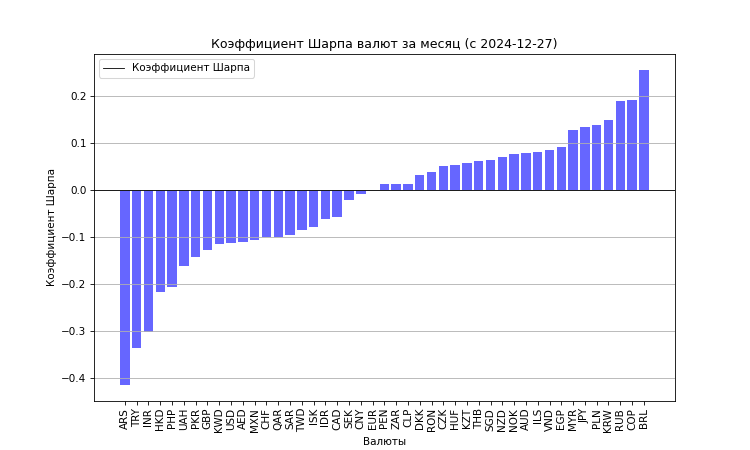 Коэффициент Шарпа валют за месяц (с 2024-12-27)
Коэффициент Шарпа
Коэффициент Шарпа
0.2
0.1
0.0
−0.1
−0.2
−0.3
−0.4
ARS TRY INR HKD PHP UAH PKR GBP KWD USD AED MXN CHF QAR SAR TWD ISK IDR CAD SEK CNY EUR PEN ZAR CLP DKK RON CZK HUF KZT THB SGD NZD NOK AUD ILS VND EGP MYR JPY PLN KRW RUB COP BRL
Валюты